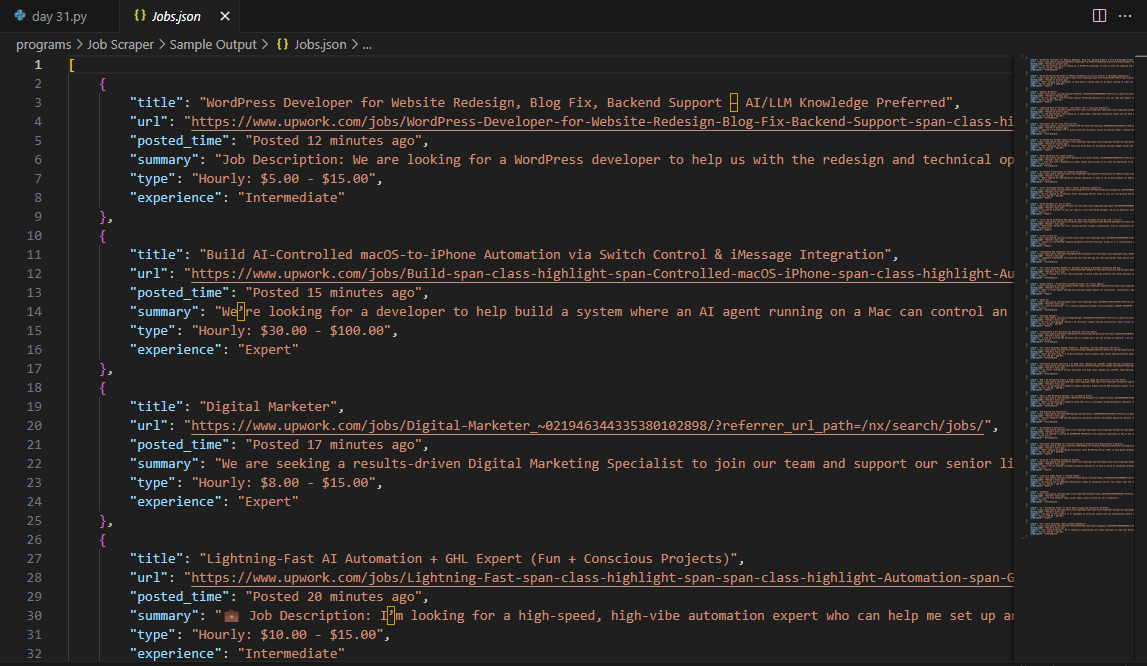 day 31.py
{} Jobs.json ×
programs > Job Scraper > Sample Output > {} Jobs.json > ...
1 [
2 {
3 "title": "WordPress Developer for Website Redesign, Blog Fix, Backend Support – AI/LLM Knowledge Preferred",
4 "url": "https://www.upwork.com/jobs/WordPress-Developer-for-Website-Redesign-Blog-Fix-Backend-Support-span-class-hi
5 "posted_time": "Posted 12 minutes ago",
6 "summary": "Job Description: We are looking for a WordPress developer to help us with the redesign and technical op
7 "type": "Hourly: $5.00 - $15.00",
8 "experience": "Intermediate"
9 },
10 {
11 "title": "Build AI-Controlled macOS-to-iPhone Automation via Switch Control & iMessage Integration",
12 "url": "https://www.upwork.com/jobs/Build-span-class-highlight-span-Controlled-macOS-iPhone-span-class-highlight-Au
13 "posted_time": "Posted 15 minutes ago",
14 "summary": "We’re looking for a developer to help build a system where an AI agent running on a Mac can control an
15 "type": "Hourly: $30.00 - $100.00",
16 "experience": "Expert"
17 },
18 {
19 "title": "Digital Marketer",
20 "url": "https://www.upwork.com/jobs/Digital-Marketer_~021946344335380102898/?referrer_url_path=/nx/search/jobs/",
21 "posted_time": "Posted 17 minutes ago",
22 "summary": "We are seeking a results-driven Digital Marketing Specialist to join our team and support our senior li
23 "type": "Hourly: $8.00 - $15.00",
24 "experience": "Expert"
25 },
26 {
27 "title": "Lightning-Fast AI Automation + GHL Expert (Fun + Conscious Projects)",
28 "url": "https://www.upwork.com/jobs/Lightning-Fast-span-class-highlight-span-span-class-highlight-Automation-span-G
29 "posted_time": "Posted 20 minutes ago",
30 "summary": "💼 Job Description: I’m looking for a high-speed, high-vibe automation expert who can help me set up an
31 "type": "Hourly: $10.00 - $15.00",
32 "experience": "Intermediate"